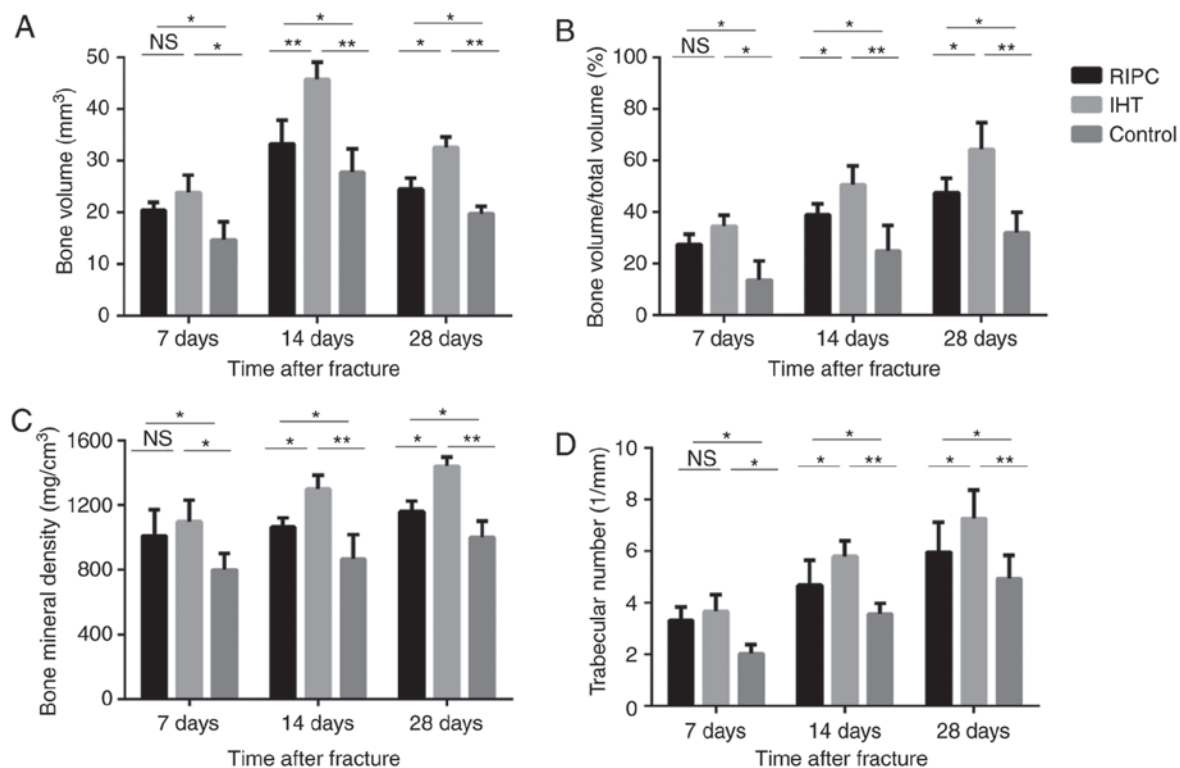 A
*
*
*
NS
*
**
**
*
**
Bone volume (mm³)
50
40
30
20
10
0
7 days
14 days
28 days
Time after fracture
B
*
*
*
NS
*
*
**
*
**
Bone volume/total volume (%)
100
80
60
40
20
0
7 days
14 days
28 days
Time after fracture
RIPC
IHT
Control
C
*
*
*
NS
*
*
**
*
**
Bone mineral density (mg/cm³)
1600
1200
800
400
0
7 days
14 days
28 days
Time after fracture
D
*
*
*
NS
*
*
**
*
**
Trabecular number (1/mm)
10
8
6
4
2
0
7 days
14 days
28 days
Time after fracture